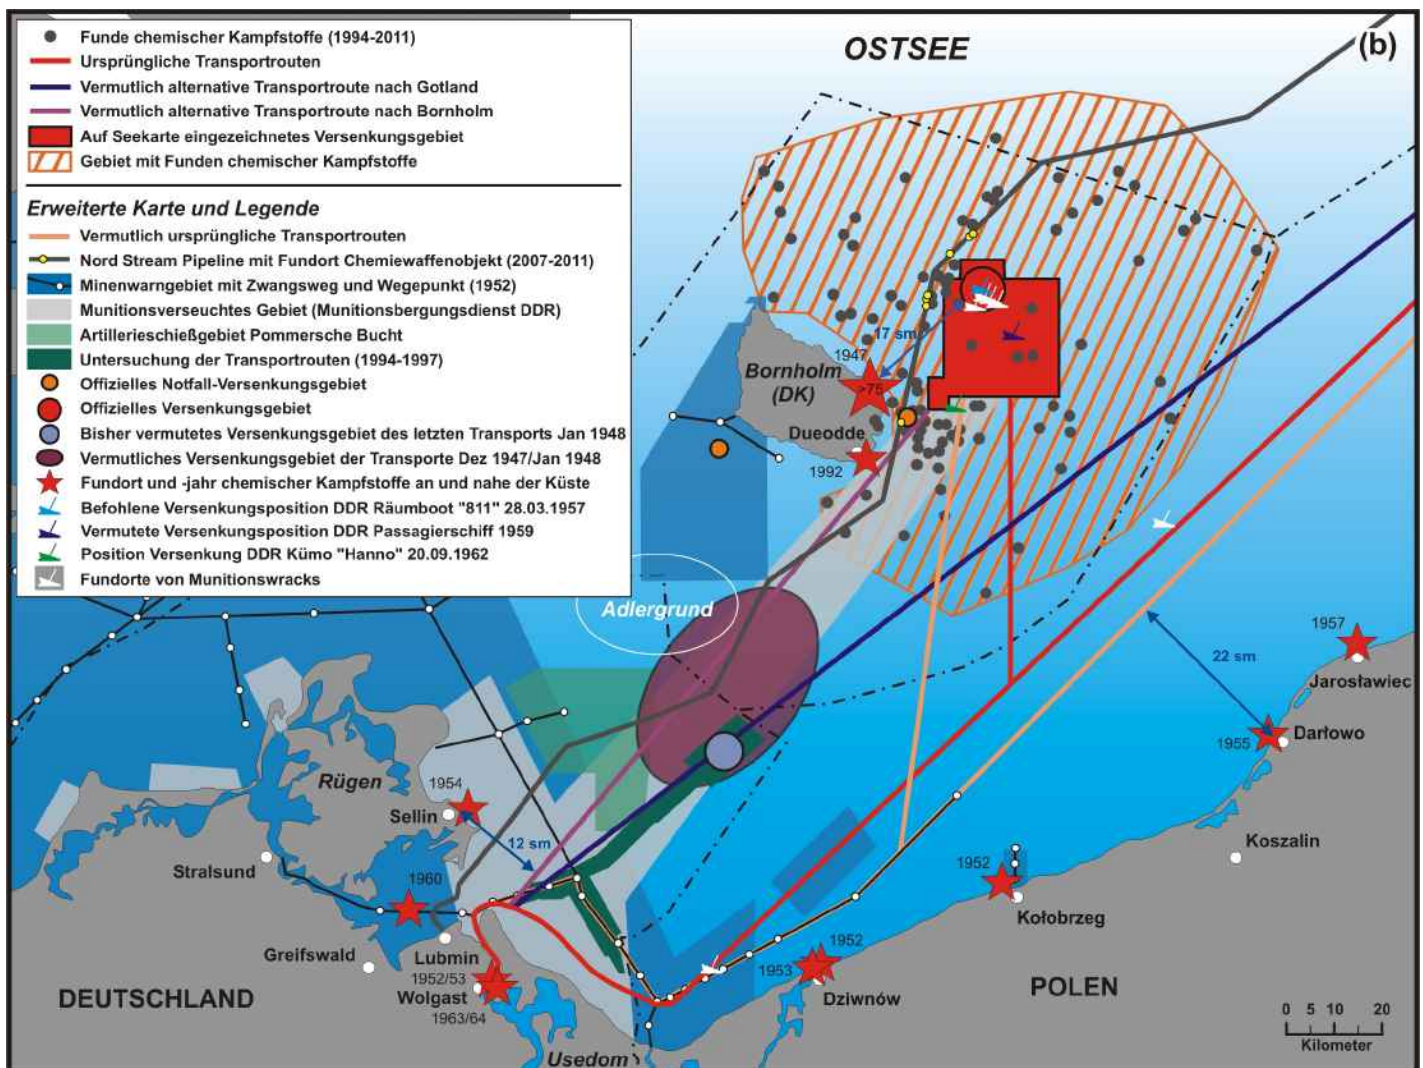 Funde chemischer Kampfstoffe (1994-2011)
Ursprüngliche Transportrouten
Vermutlich alternative Transportroute nach Gotland
Vermutlich alternative Transportroute nach Bornholm
Auf Seekarte eingezeichnetes Versenkungsgebiet
Gebiet mit Funden chemischer Kampfstoffe
Erweiterte Karte und Legende
Vermutlich ursprüngliche Transportrouten
Nord Stream Pipeline mit Fundort Chemiewaffenobjekt (2007-2011)
Minenwarngebiet mit Zwangsweg und Wegepunkt (1952)
Munitionsverseuchtes Gebiet (Munitionsbergungsdienst DDR)
Artillerieschießgebiet Pommersche Bucht
Untersuchung der Transportrouten (1994-1997)
Offizielles Notfall-Versenkungsgebiet
Offizielles Versenkungsgebiet
Bisher vermutetes Versenkungsgebiet des letzten Transports Jan 1948
Vermutliches Versenkungsgebiet der Transporte Dez 1947/Jan 1948
Fundort und -jahr chemischer Kampfstoffe an und nahe der Küste
Befohlene Versenkungsposition DDR Räumboot "811" 28.03.1957
Vermutete Versenkungsposition DDR Passagierschiff 1959
Position Versenkung DDR Kümo "Hanno" 20.09.1962
Fundorte von Munitionswracks
OSTSEE
(b)
17 sm
1947
Bornholm
(DK)
>75
Dueodde
1992
Adlergrund
1957
Jarosławiec
22 sm
1955
Darłowo
Rügen
1954
Sellin
12 sm
Koszalin
Stralsund
1960
1952
Kołobrzeg
Greifswald
Lubmin
1952/53
Wolgast
1963/64
1952
1953
Dziwnów
DEUTSCHLAND
POLEN
Usedom
0 5 10 20
Kilometer